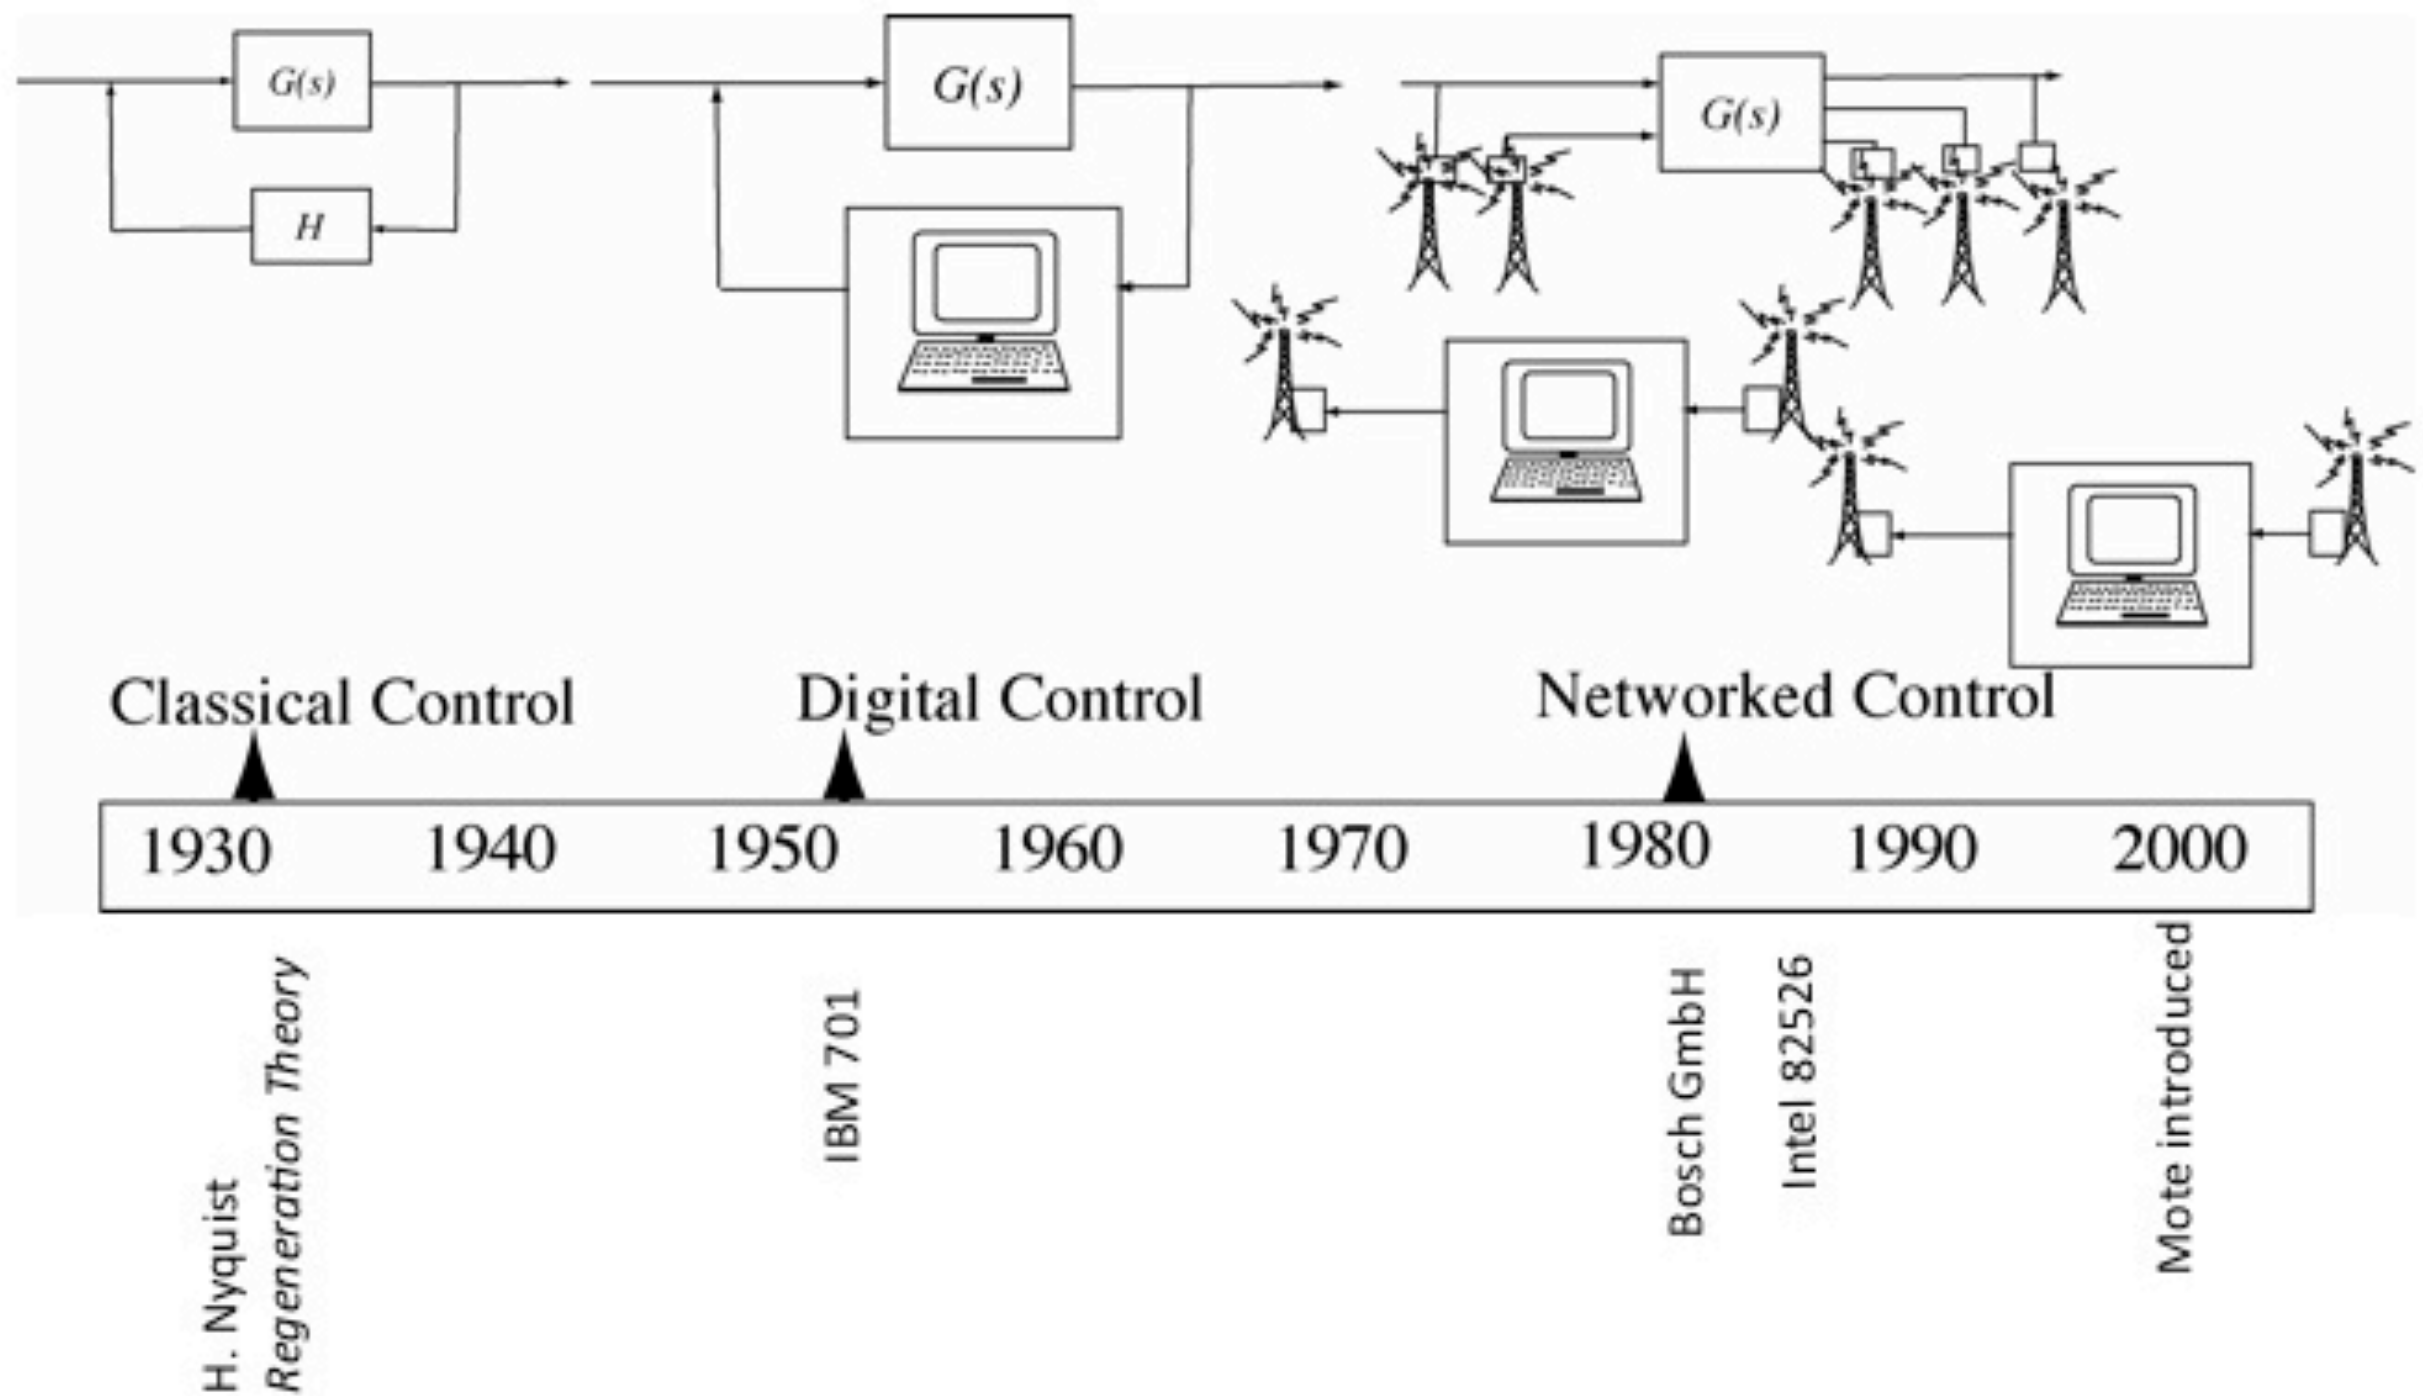 G(s)
H
G(s)
G(s)
Classical Control
Digital Control
Networked Control
1930
1940
1950
1960
1970
1980
1990
2000
H. Nyquist
Regeneration Theory
IBM 701
Bosch GmbH
Intel 82526
Mote introduced